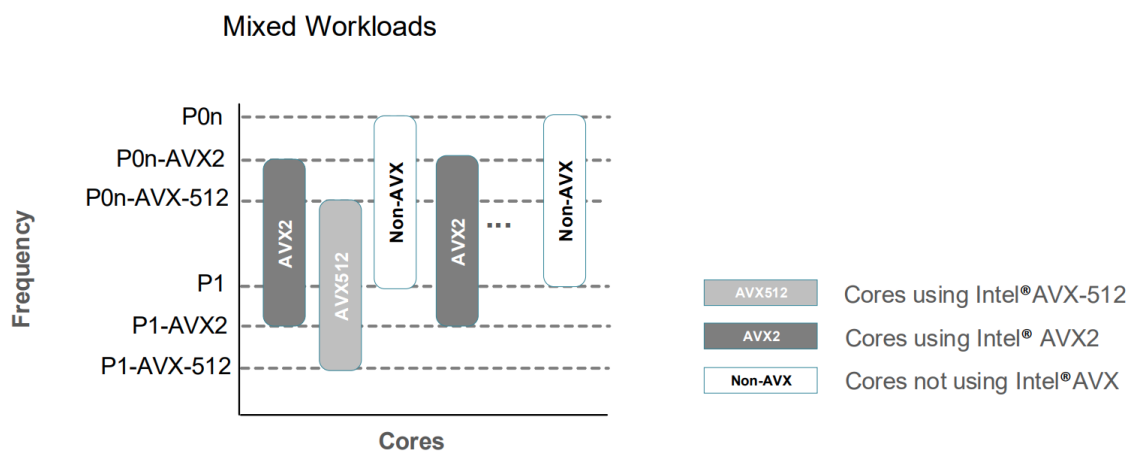 Mixed Workloads
P0n
P0n-AVX2
P0n-AVX-512
P1
P1-AVX2
P1-AVX-512
Frequency
AVX2
AVX512
Non-AVX
AVX2
...
Non-AVX
Cores
AVX512 Cores using Intel® AVX-512
AVX2 Cores using Intel® AVX2
Non-AVX Cores not using Intel® AVX